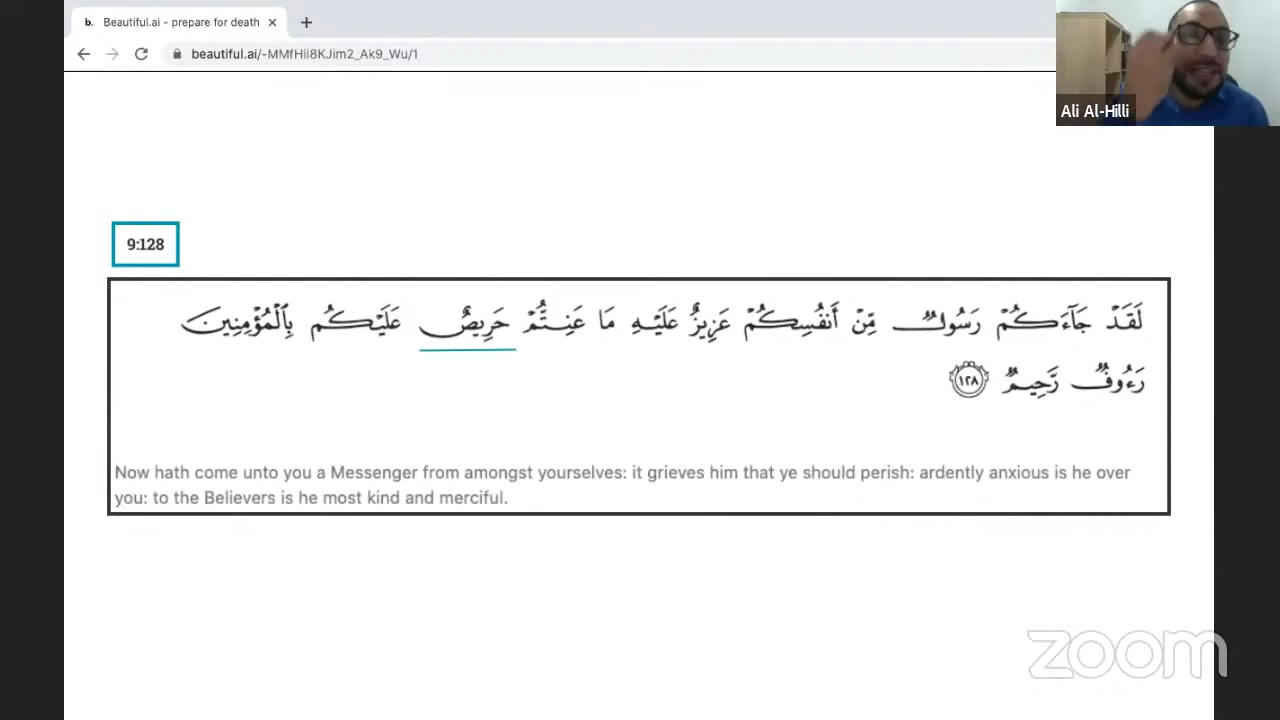 b. Beautiful.ai - prepare for death × +
beautiful.ai/-MMfHii8KJim2_Ak9_Wu/1
Ali Al-Hilli
9:128
لَقَدْ جَآءَكُمْ رَسُولٌ مِّنْ أَنفُسِكُمْ عَزِيزٌ عَلَيْهِ مَا عَنِتُّمْ حَرِيصٌ عَلَيْكُم بِالْمُؤْمِنِينَ
رَءُوفٌ رَّحِيمٌ ١٢٨
Now hath come unto you a Messenger from amongst yourselves: it grieves him that ye should perish: ardently anxious is he over
you: to the Believers is he most kind and merciful.
zoom